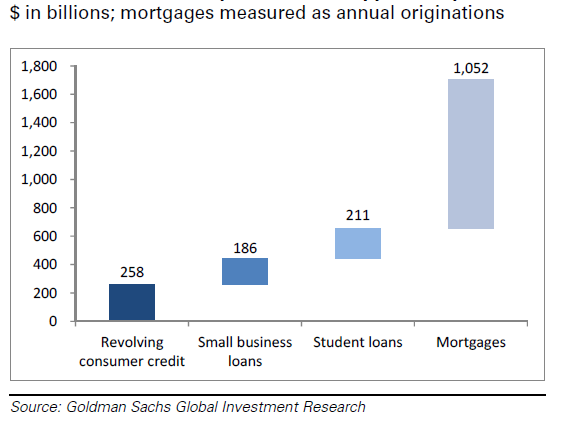 $ in billions; mortgages measured as annual originations
1,800
1,600
1,400
1,200
1,000
800
600
400
200
0
258
186
211
1,052
Revolving
consumer credit
Small business
loans
Student loans
Mortgages
Source: Goldman Sachs Global Investment Research